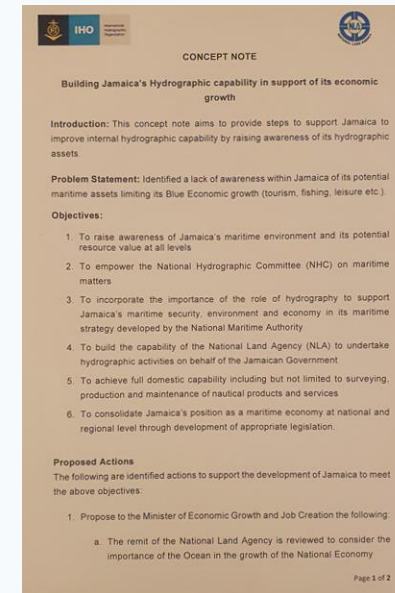 IHO
International
Hydrographic
Organization
NLA
CONCEPT NOTE
Building Jamaica's Hydrographic capability in support of its economic
growth
Introduction: This concept note aims to provide steps to support Jamaica to
improve internal hydrographic capability by raising awareness of its hydrographic
assets.
Problem Statement: Identified a lack of awareness within Jamaica of its potential
maritime assets limiting its Blue Economic growth (tourism, fishing, leisure etc.).
Objectives:
1. To raise awareness of Jamaica's maritime environment and its potential
resource value at all levels
2. To empower the National Hydrographic Committee (NHC) on maritime
matters
3. To incorporate the importance of the role of hydrography to support
Jamaica's maritime security, environment and economy in its maritime
strategy developed by the National Maritime Authority
4. To build the capability of the National Land Agency (NLA) to undertake
hydrographic activities on behalf of the Jamaican Government
5. To achieve full domestic capability including but not limited to surveying,
production and maintenance of nautical products and services
6. To consolidate Jamaica's position as a maritime economy at national and
regional level through development of appropriate legislation.
Proposed Actions
The following are identified actions to support the development of Jamaica to meet
the above objectives:
1. Propose to the Minister of Economic Growth and Job Creation the following:
a. The remit of the National Land Agency is reviewed to consider the
importance of the Ocean in the growth of the National Economy
Page 1 of 2